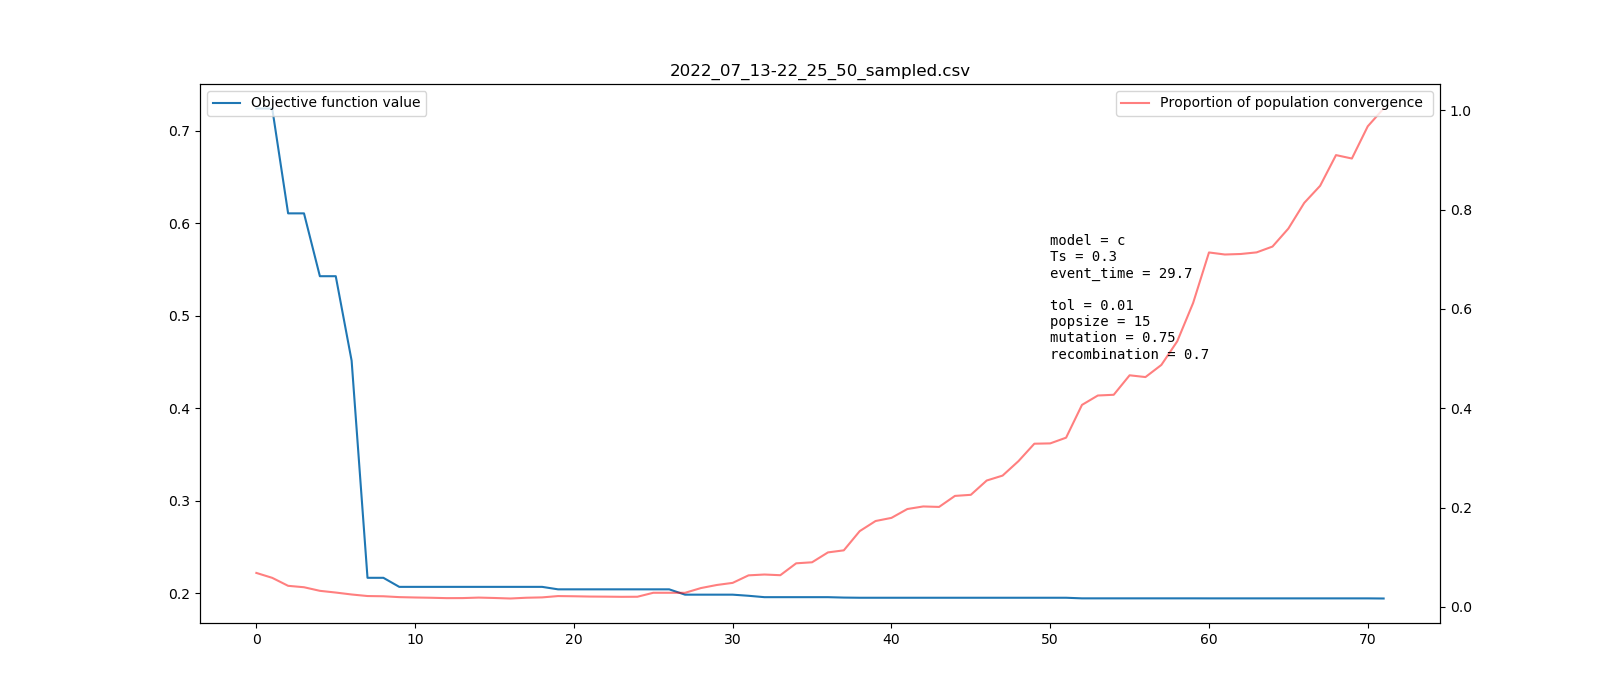 2022_07_13-22_25_50_sampled.csv
Objective function value
Proportion of population convergence
0.7
0.6
0.5
0.4
0.3
0.2
1.0
0.8
0.6
0.4
0.2
0.0
model = c
Ts = 0.3
event_time = 29.7
tol = 0.01
popsize = 15
mutation = 0.75
recombination = 0.7
0 10 20 30 40 50 60 70